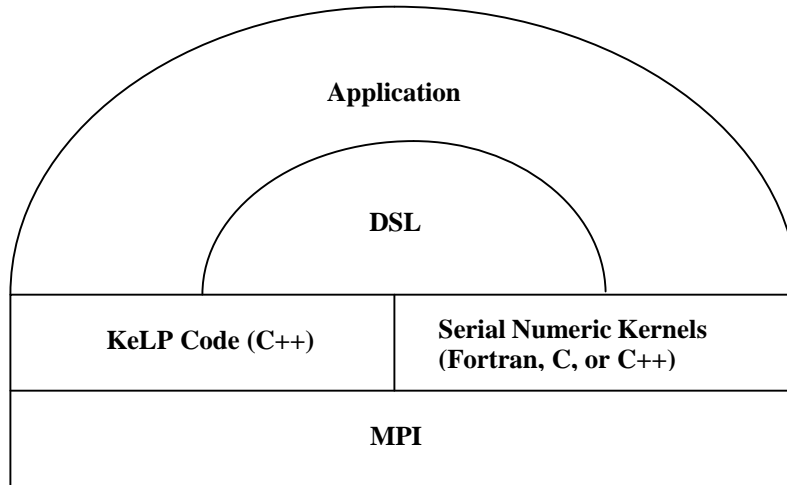 Application
DSL
KeLP Code (C++)
Serial Numeric Kernels
(Fortran, C, or C++)
MPI